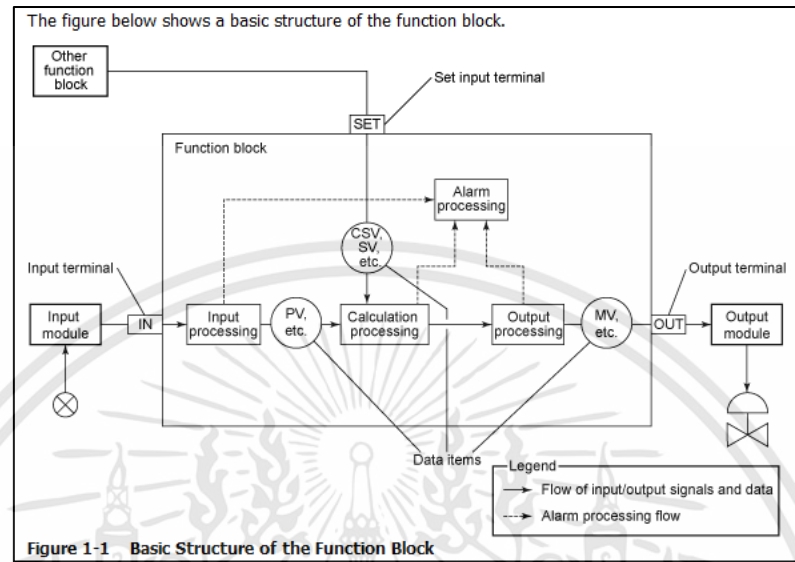 The figure below shows a basic structure of the function block.
Other
function
block
Set input terminal
SET
Function block
Alarm
processing
CSV,
SV,
etc.
Input terminal
Output terminal
Input
module
IN
Input
processing
PV,
etc.
Calculation
processing
Output
processing
MV,
etc.
OUT
Output
module
Data items
Legend
Flow of input/output signals and data
Alarm processing flow
Figure 1-1 Basic Structure of the Function Block